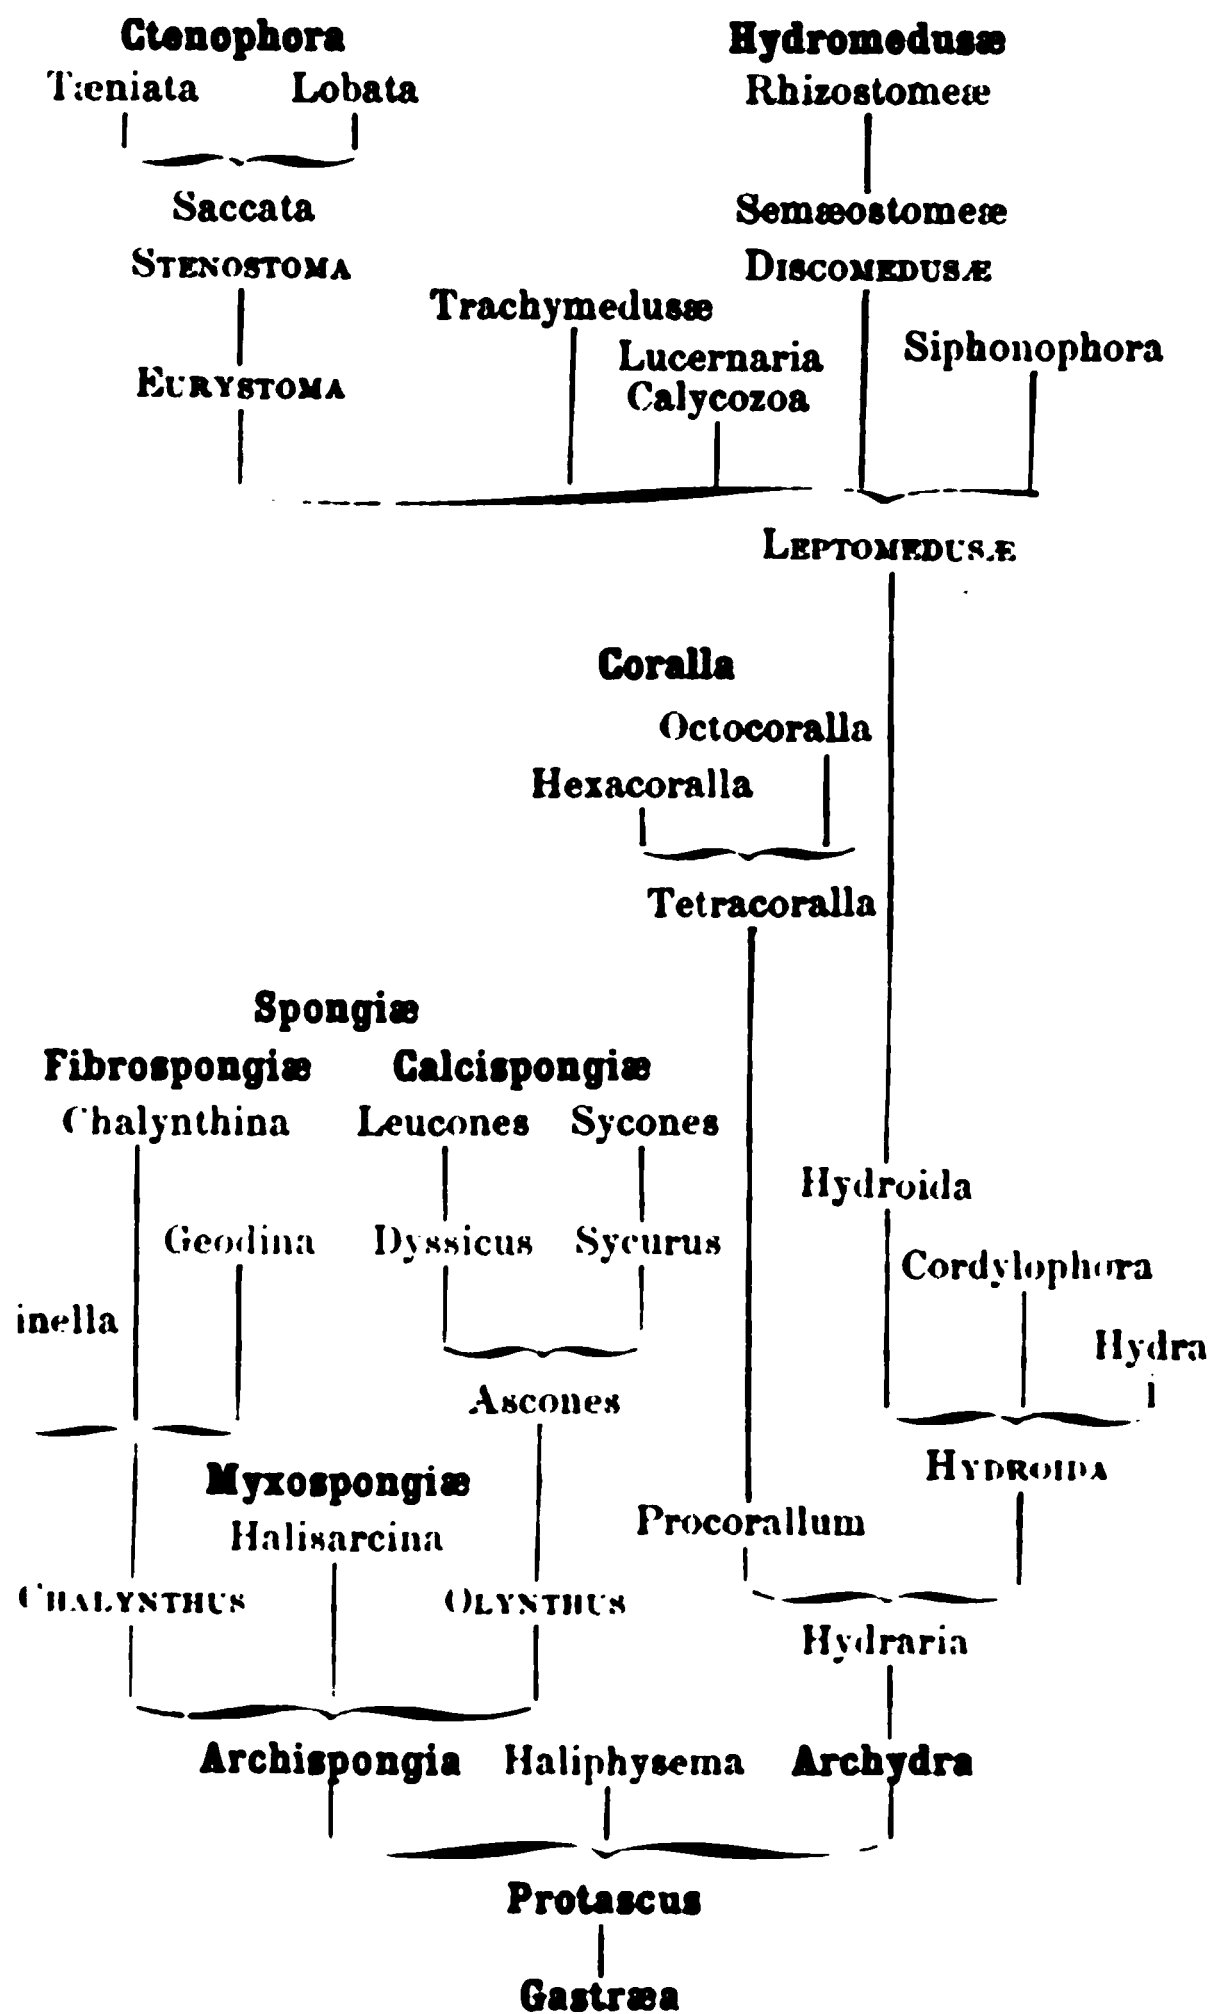 Ctenophora Hydromedusæ
Tæniata Lobata Rhizostomeæ
Saccata Semæostomeæ
STENOSTOMA DISCOMEDUSÆ
Trachymedusæ
Lucernaria Siphonophora
EURYSTOMA Calycozoa
LEPTOMEDUSÆ
Coralla
Octocoralla
Hexacoralla
Tetracoralla
Spongiæ
Fibrospongiæ Calcispongiæ
Chalynthina Leucones Sycones
Hydroida
Geodina Dyssicus Sycurus
Cordylophora
inella
Hydra
Ascones
HYDROIDA
Myxospongiæ
Procorallum
Halisarcina
CHALYNTHUS OLYNTHUS
Hydraria
Archispongia Haliphysema Archydra
Protascus
Gastræa